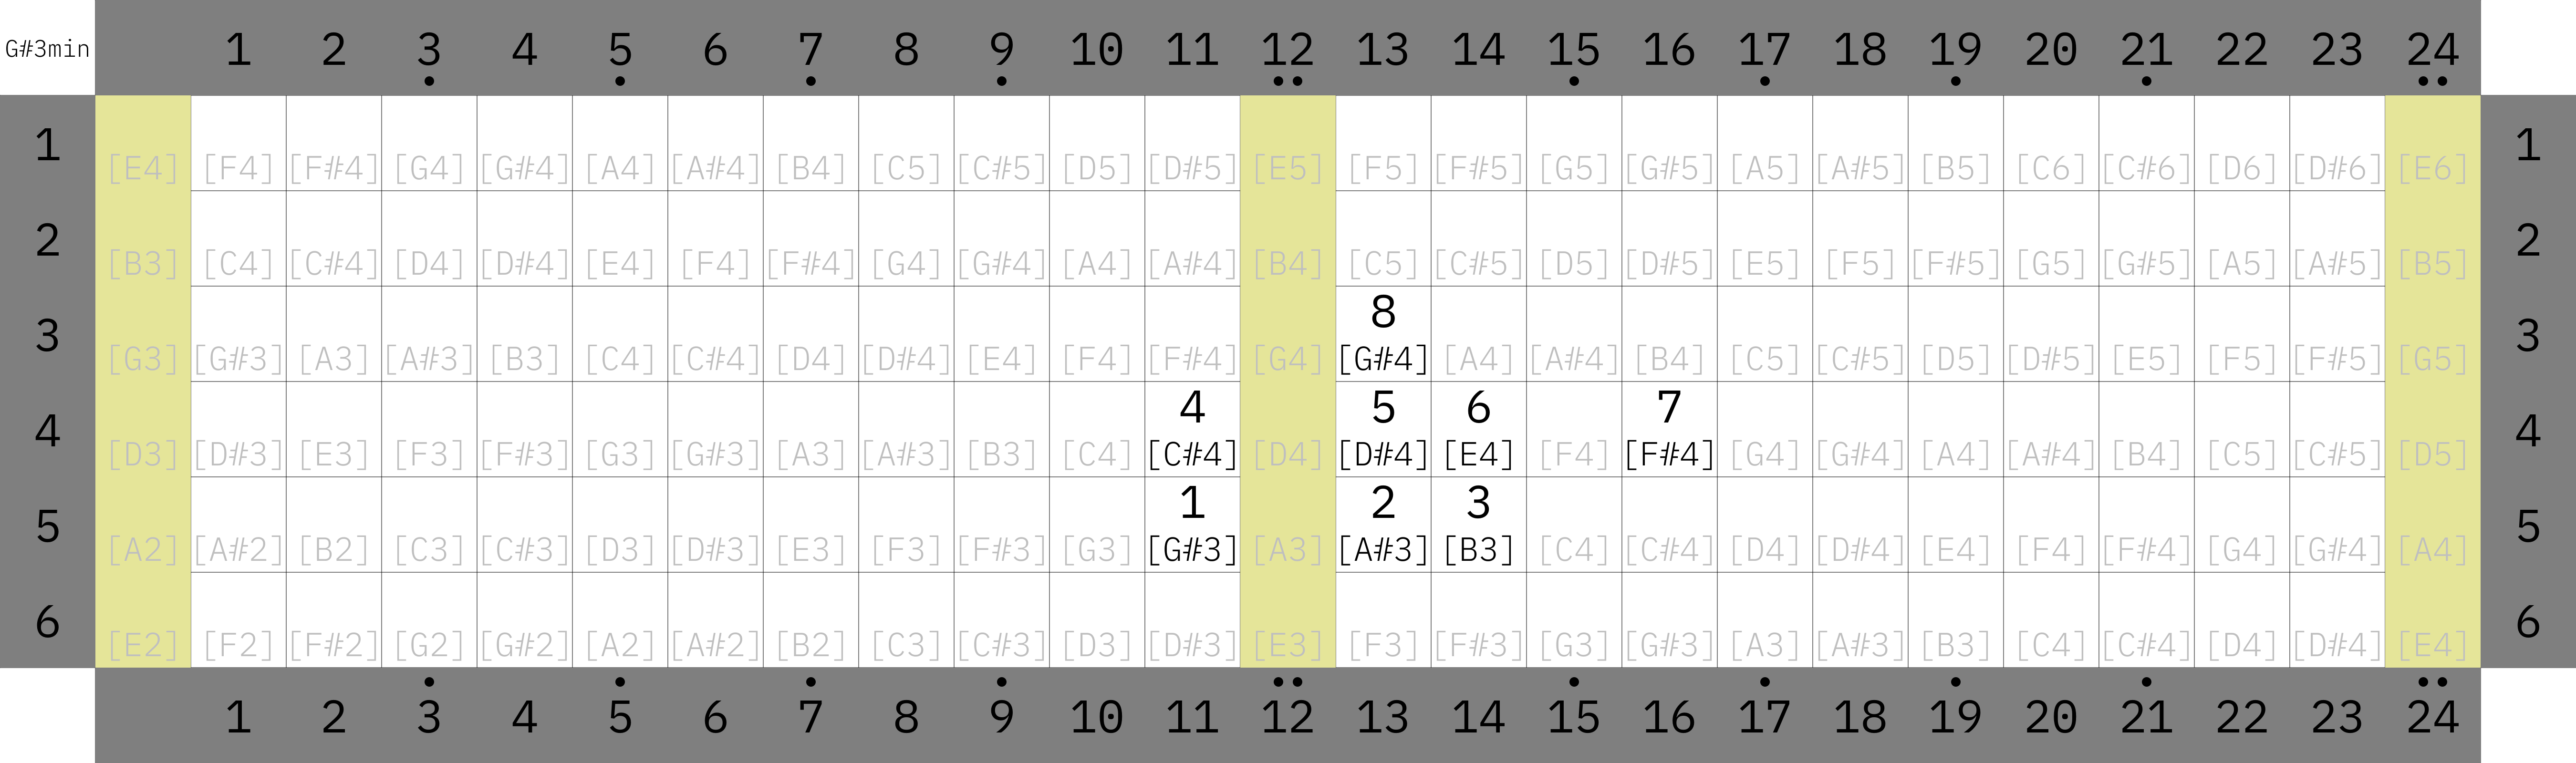 G#3min 1 2 3 4 5 6 7 8 9 10 11 12 13 14 15 16 17 18 19 20 21 22 23 24
1 [E4] [F4] [F#4] [G4] [G#4] [A4] [A#4] [B4] [C5] [C#5] [D5] [D#5] [E5] [F5] [F#5] [G5] [G#5] [A5] [A#5] [B5] [C6] [C#6] [D6] [D#6] [E6] 1
2 [B3] [C4] [C#4] [D4] [D#4] [E4] [F4] [F#4] [G4] [G#4] [A4] [A#4] [B4] [C5] [C#5] [D5] [D#5] [E5] [F5] [F#5] [G5] [G#5] [A5] [A#5] [B5] 2
8
3 [G3] [G#3] [A3] [A#3] [B3] [C4] [C#4] [D4] [D#4] [E4] [F4] [F#4] [G4] [G#4] [A4] [A#4] [B4] [C5] [C#5] [D5] [D#5] [E5] [F5] [F#5] [G5] 3
4 5 6 7
4 [D3] [D#3] [E3] [F3] [F#3] [G3] [G#3] [A3] [A#3] [B3] [C4] [C#4] [D4] [D#4] [E4] [F4] [F#4] [G4] [G#4] [A4] [A#4] [B4] [C5] [C#5] [D5] 4
1 2 3
5 [A2] [A#2] [B2] [C3] [C#3] [D3] [D#3] [E3] [F3] [F#3] [G3] [G#3] [A3] [A#3] [B3] [C4] [C#4] [D4] [D#4] [E4] [F4] [F#4] [G4] [G#4] [A4] 5
6 [E2] [F2] [F#2] [G2] [G#2] [A2] [A#2] [B2] [C3] [C#3] [D3] [D#3] [E3] [F3] [F#3] [G3] [G#3] [A3] [A#3] [B3] [C4] [C#4] [D4] [D#4] [E4] 6
1 2 3 4 5 6 7 8 9 10 11 12 13 14 15 16 17 18 19 20 21 22 23 24